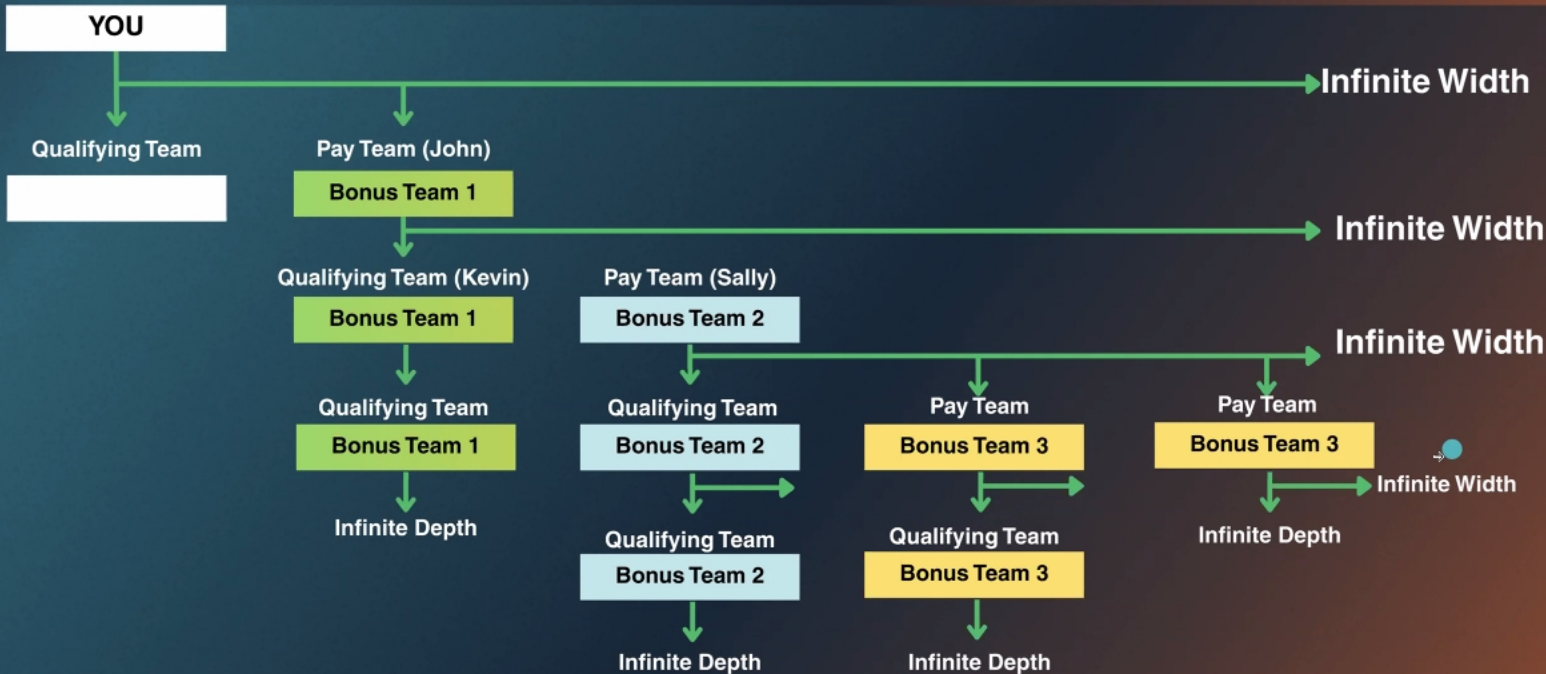 YOU
Infinite Width
Qualifying Team
Pay Team (John)
Bonus Team 1
Infinite Width
Qualifying Team (Kevin)
Pay Team (Sally)
Bonus Team 1
Bonus Team 2
Infinite Width
Qualifying Team
Qualifying Team
Pay Team
Pay Team
Bonus Team 1
Bonus Team 2
Bonus Team 3
Bonus Team 3
Infinite Width
Infinite Depth
Qualifying Team
Qualifying Team
Infinite Depth
Bonus Team 2
Bonus Team 3
Infinite Depth
Infinite Depth